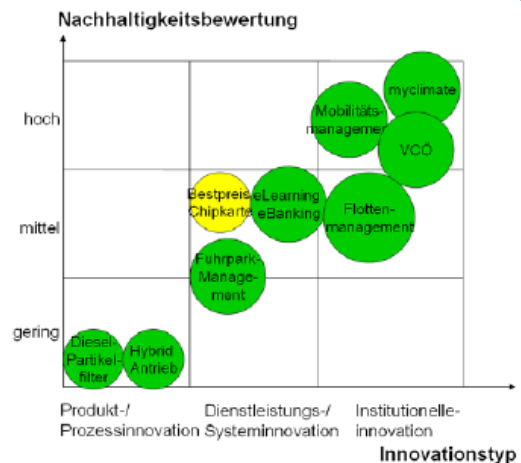 Nachhaltigkeitsbewertung
hoch
mittel
gering
myclimate
Mobilitäts-
management
VCÖ
Bestpreis
Chipkarte
eLearning
eBanking
Flotten-
management
Fuhrpark-
Manage-
ment
Diesel-
Partikel-
filter
Hybrid
Antrieb
Produkt-/
Prozessinnovation
Dienstleistungs-/
Systeminnovation
Institutionelle-
innovation
Innovationstyp